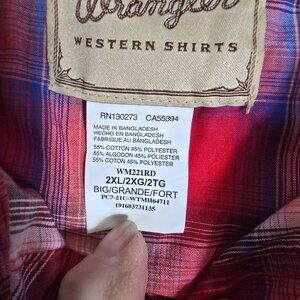 Wrangler
WESTERN SHIRTS
RN130273 CA55394
MADE IN BANGLADESH
HECHO EN BANGLADESH
FABRIQUE AU BANGLADESH
55% COTTON 45% POLYESTER
55% ALGODON 45% POLIESTER
55% COTON 45% POLYESTER
WM221RD
2XL/2XG/2TG
BIG/GRANDE/FORT
PC7-21C-WTMH64711
191683731135